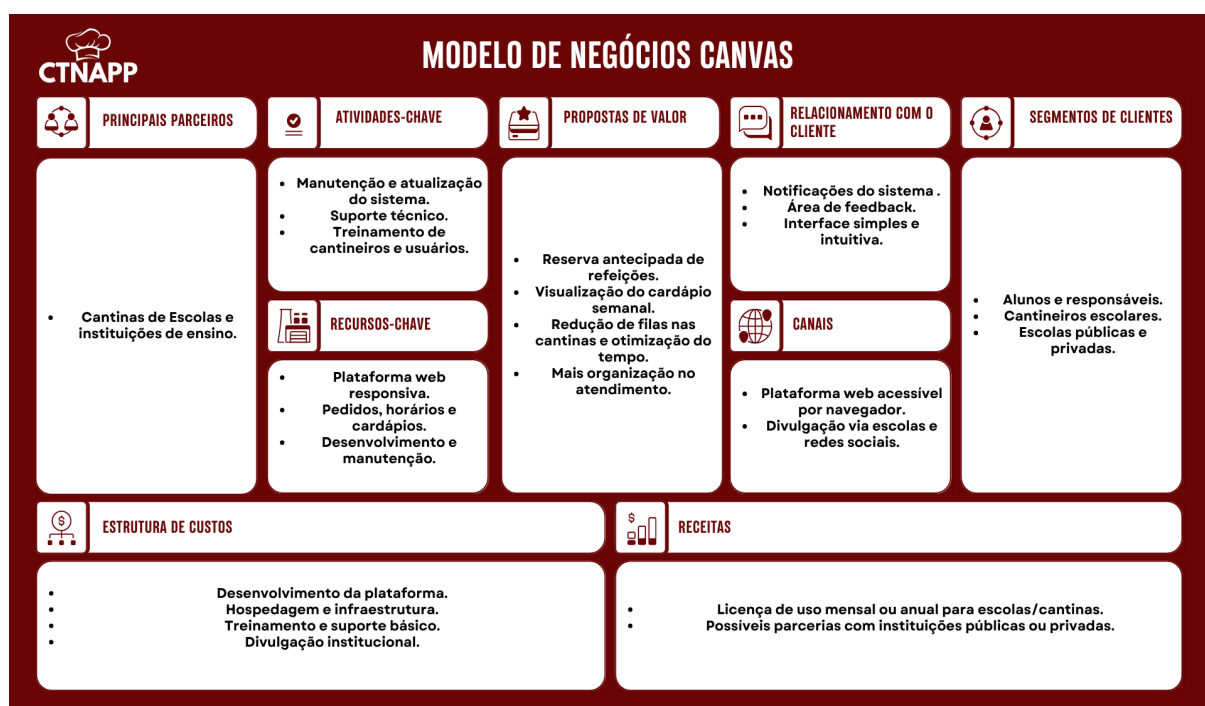 CTNAPP
MODELO DE NEGÓCIOS CANVAS
PRINCIPAIS PARCEIROS
• Cantinas de Escolas e
instituições de ensino.
ATIVIDADES-CHAVE
• Manutenção e atualização
do sistema.
• Suporte técnico.
• Treinamento de
cantineiros e usuários.
RECURSOS-CHAVE
• Plataforma web
responsiva.
• Pedidos, horários e
cardápios.
• Desenvolvimento e
manutenção.
PROPOSTAS DE VALOR
• Reserva antecipada de
refeições.
• Visualização do cardápio
semanal.
• Redução de filas nas
cantinas e otimização do
tempo.
• Mais organização no
atendimento.
RELACIONAMENTO COM O
CLIENTE
• Notificações do sistema .
• Área de feedback.
• Interface simples e
intuitiva.
CANAIS
• Plataforma web acessível
por navegador.
• Divulgação via escolas e
redes sociais.
SEGMENTOS DE CLIENTES
• Alunos e responsáveis.
• Cantineiros escolares.
• Escolas públicas e
privadas.
$
ESTRUTURA DE CUSTOS
• Desenvolvimento da plataforma.
• Hospedagem e infraestrutura.
• Treinamento e suporte básico.
• Divulgação institucional.
$
RECEITAS
• Licença de uso mensal ou anual para escolas/cantinas.
• Possíveis parcerias com instituições públicas ou privadas.